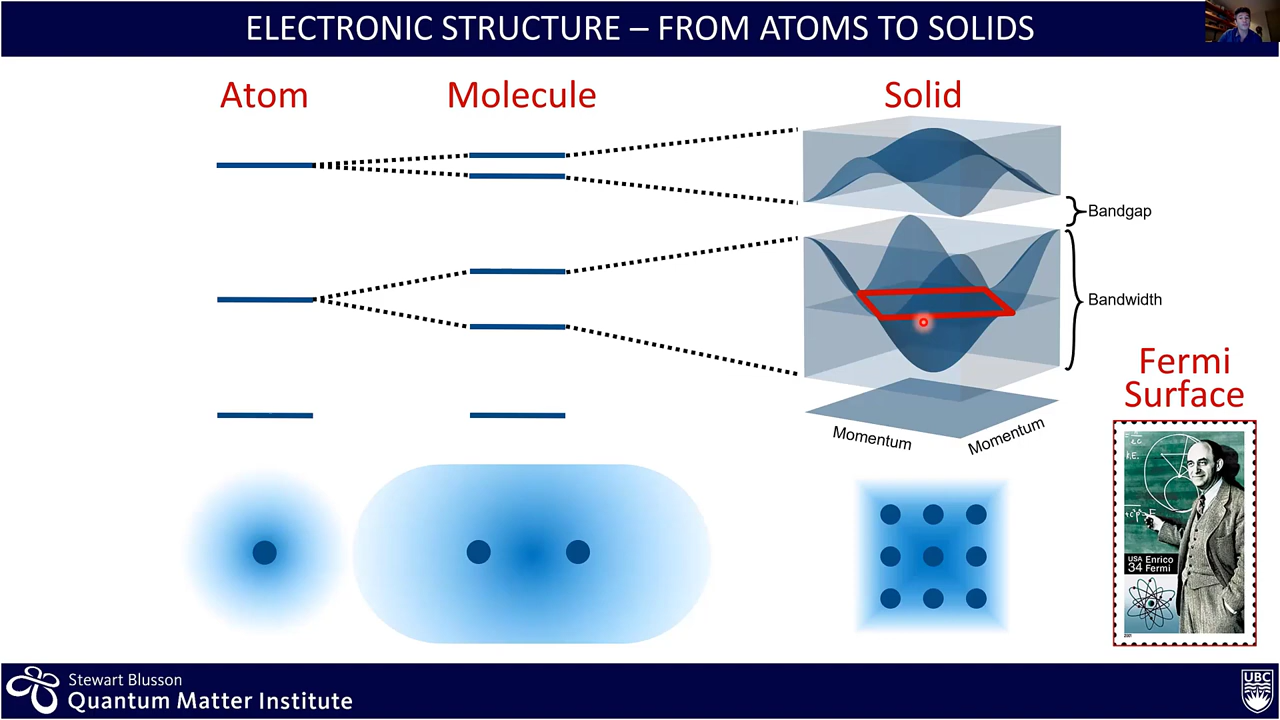 ELECTRONIC STRUCTURE – FROM ATOMS TO SOLIDS
Atom
Molecule
Solid
Bandgap
Bandwidth
Momentum
Momentum
Fermi
Surface
USA Enrico
34 Fermi
2001
Stewart Blusson
Quantum Matter Institute
UBC